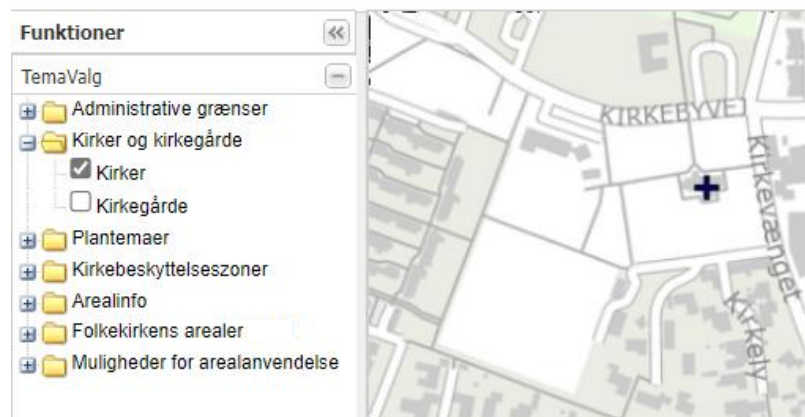 Funktioner
TemaValg
Administrative grænser
Kirker og kirkegårde
Kirker
Kirkegårde
Plantemaer
Kirkebeskyttelseszoner
Arealinfo
Folkekirkens arealer
Muligheder for arealanvendelse
KIRKEBYVEJ
Kirkevænget
Kirkely